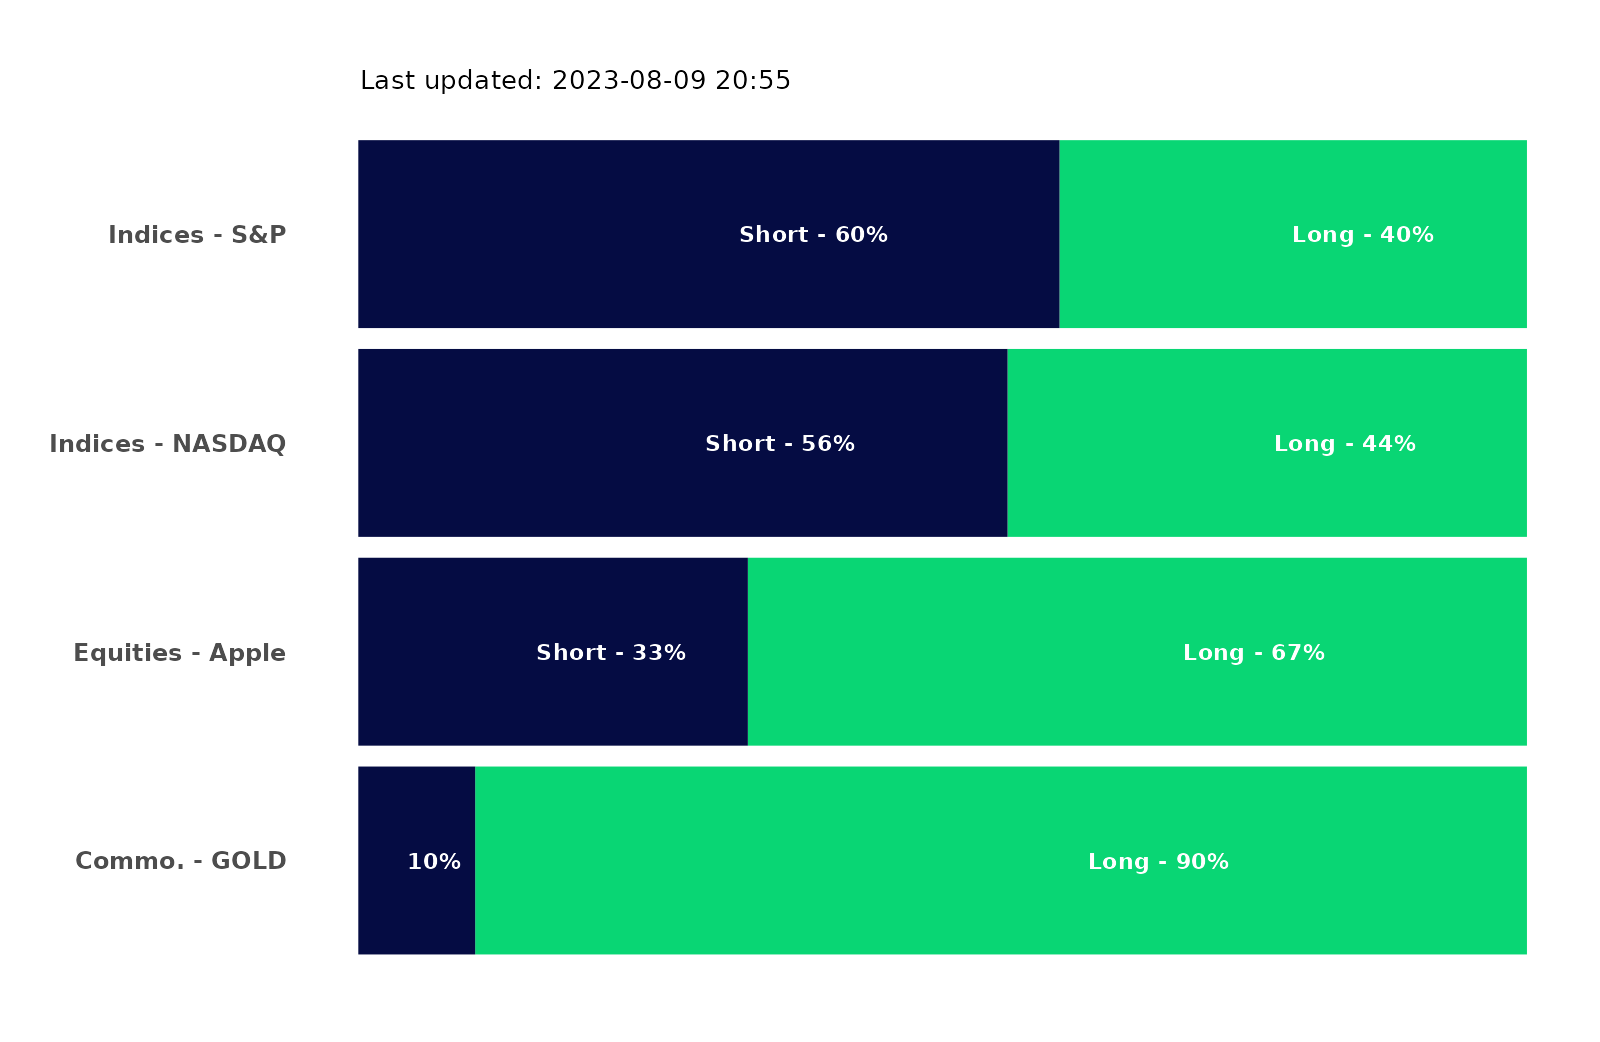 Last updated: 2023-08-09 20:55
Indices - S&P Short - 60% Long - 40%
Indices - NASDAQ Short - 56% Long - 44%
Equities - Apple Short - 33% Long - 67%
Commo. - GOLD 10% Long - 90%